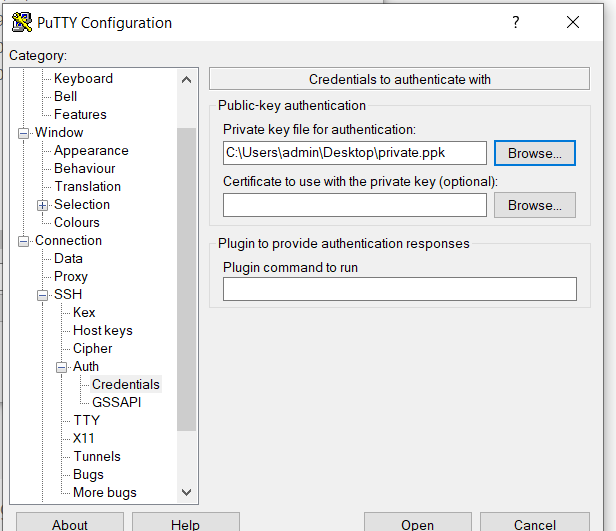 PuTTY Configuration
Category:
Keyboard
Bell
Features
Window
Appearance
Behaviour
Translation
Selection
Colours
Connection
Data
Proxy
SSH
Kex
Host keys
Cipher
Auth
Credentials
GSSAPI
TTY
X11
Tunnels
Bugs
More bugs
Credentials to authenticate with
Public-key authentication
Private key file for authentication:
C:\Users\admin\Desktop\private.ppk Browse...
Certificate to use with the private key (optional):
Browse...
Plugin to provide authentication responses
Plugin command to run
About Help Open Cancel